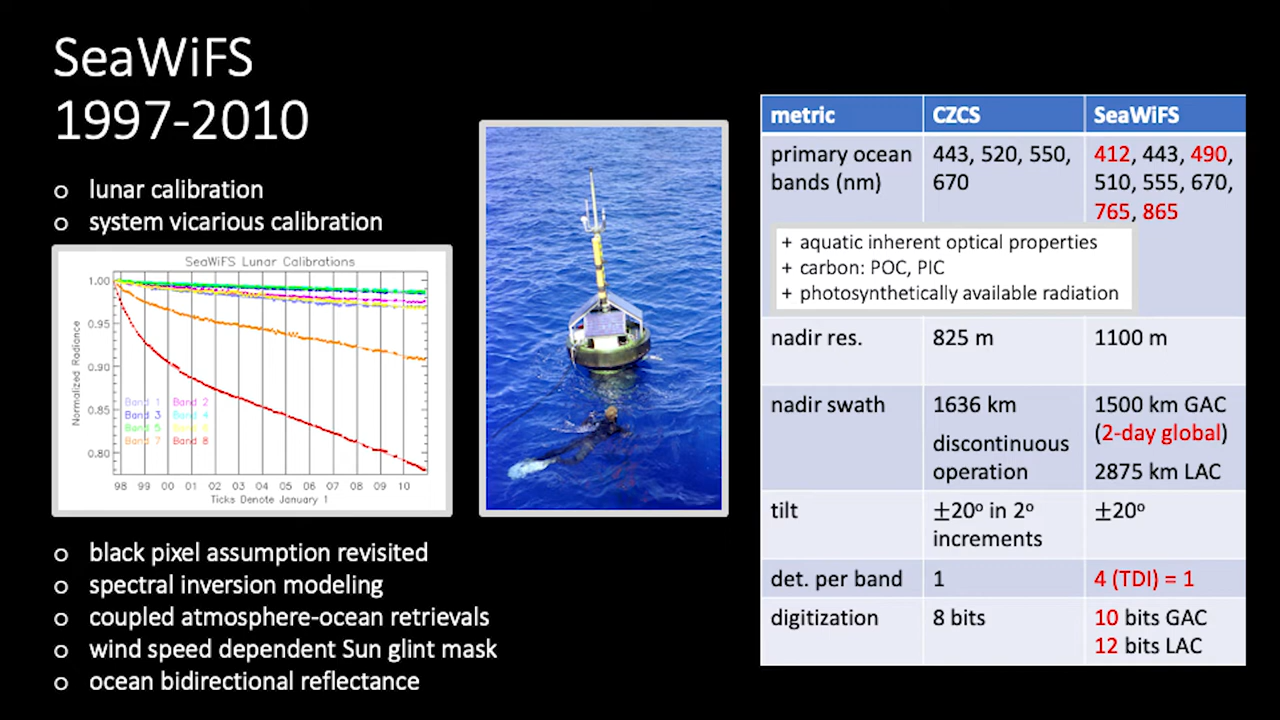 SeaWiFS
1997-2010
o lunar calibration
o system vicarious calibration
SeaWiFS Lunar Calibrations
Normalized Radiance
1.00
0.95
0.90
0.85
0.80
Band 1 Band 2
Band 3 Band 4
Band 5 Band 6
Band 7 Band 8
98 99 00 01 02 03 04 05 06 07 08 09 10
Ticks Denote January 1
o black pixel assumption revisited
o spectral inversion modeling
o coupled atmosphere-ocean retrievals
o wind speed dependent Sun glint mask
o ocean bidirectional reflectance
metric CZCS SeaWiFS
primary ocean 443, 520, 550, 412, 443, 490,
bands (nm) 670 510, 555, 670,
765, 865
+ aquatic inherent optical properties
+ carbon: POC, PIC
+ photosynthetically available radiation
nadir res. 825 m 1100 m
nadir swath 1636 km 1500 km GAC
(2-day global)
discontinuous
operation 2875 km LAC
tilt ±20º in 2º ±20º
increments
det. per band 1 4 (TDI) = 1
digitization 8 bits 10 bits GAC
12 bits LAC